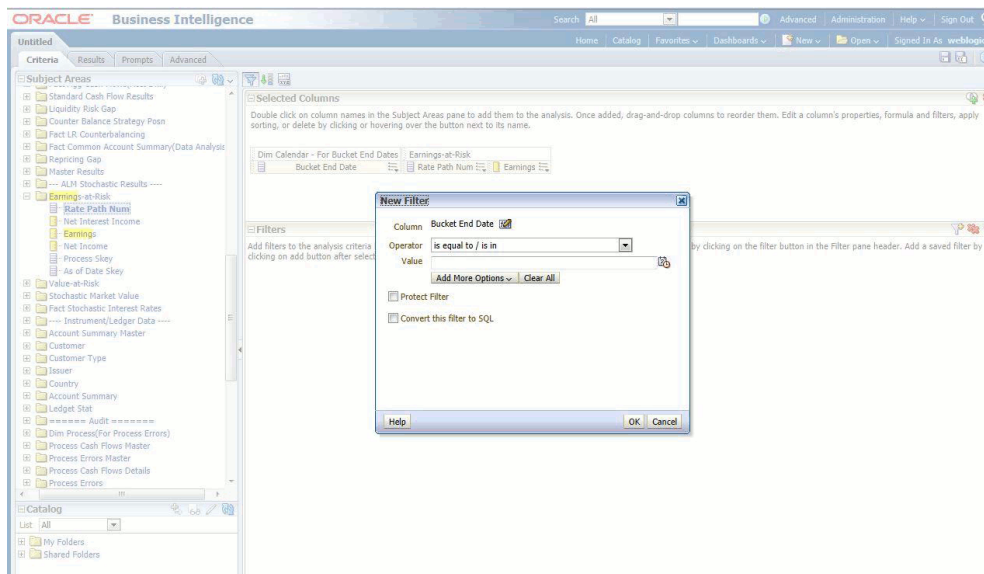 ORACLE Business Intelligence
Search All Advanced Administration Help Sign Out
Untitled
Home Catalog Favorites Dashboards New Open Signed In As weblogic
Criteria Results Prompts Advanced
Subject Areas
Standard Cash Flow Results
Liquidity Risk Gap
Counter Balance Strategy Posn
Fact LR Counterbalancing
Fact Common Account Summary(Data Analysis
Repricing Gap
Master Results
--- ALM Stochastic Results ----
Earnings-at-Risk
Rate Path Num
Net Interest Income
Earnings
Net Income
Process Skey
As of Date Skey
Value-at-Risk
Stochastic Market Value
Fact Stochastic Interest Rates
---- Instrument/Ledger Data ----
Account Summary Master
Customer
Customer Type
Issuer
Country
Account Summary
Ledget Stat
====== Audit =======
Dim Process(For Process Errors)
Process Cash Flows Master
Process Errors Master
Process Cash Flows Details
Process Errors
Catalog
List All
My Folders
Shared Folders
Selected Columns
Double click on column names in the Subject Areas pane to add them to the analysis. Once added, drag-and-drop columns to reorder them. Edit a column's properties, formula and filters, apply
sorting, or delete by clicking or hovering over the button next to its name.
Dim Calendar - For Bucket End Dates Earnings-at-Risk
Bucket End Date Rate Path Num Earnings
Filters
Add filters to the analysis criteria by clicking on the filter button in the Filter pane header. Add a saved filter by
clicking on add button after select
New Filter
Column Bucket End Date
Operator is equal to / is in
Value
Add More Options Clear All
Protect Filter
Convert this filter to SQL
Help OK Cancel